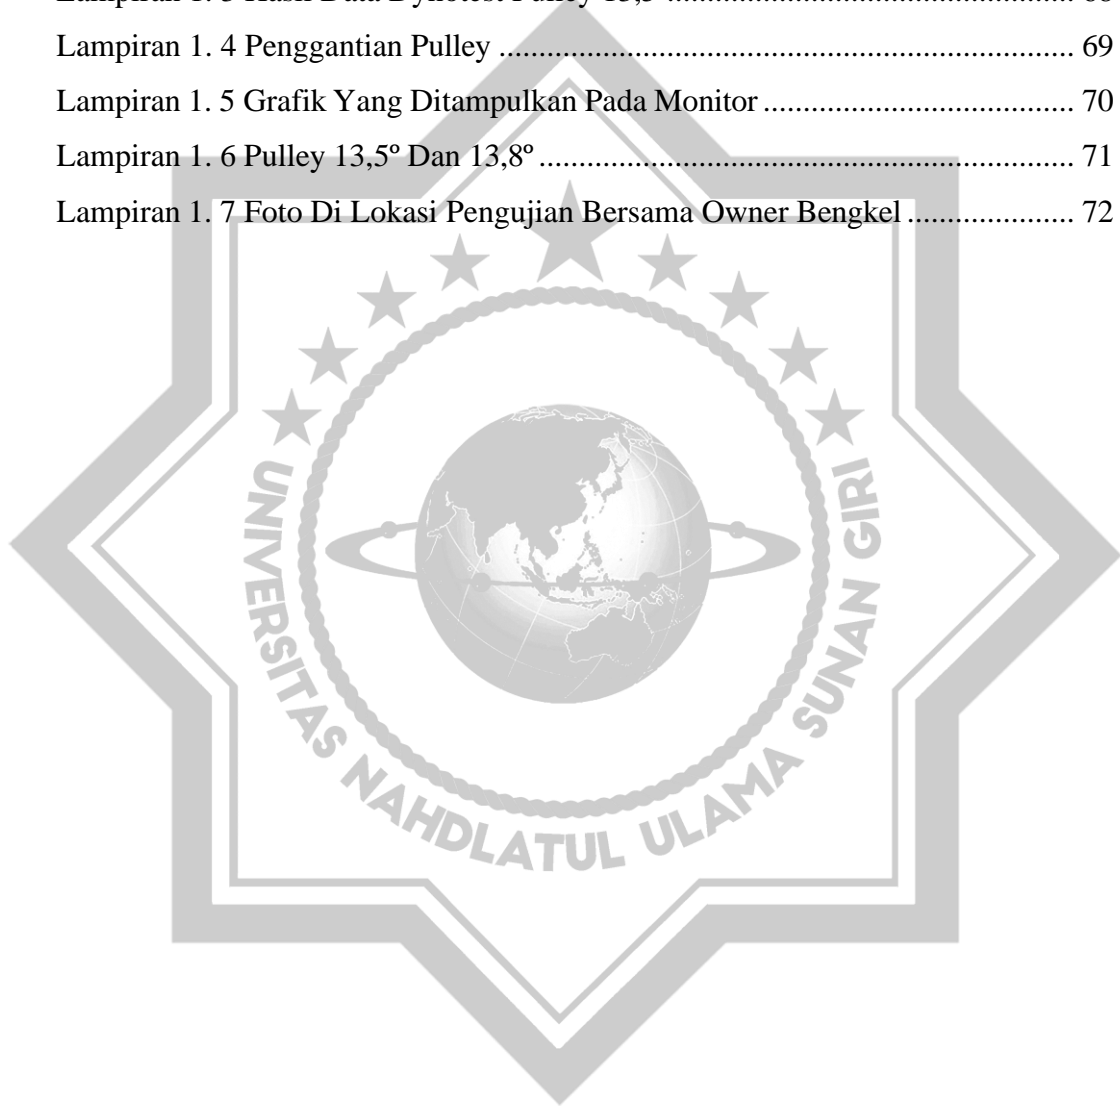 Lampiran 1. 4 Penggantian Pulley ........................................................................... 69
Lampiran 1. 5 Grafik Yang Ditampulkan Pada Monitor ........................................ 70
Lampiran 1. 6 Pulley 13,5º Dan 13,8º ..................................................................... 71
Lampiran 1. 7 Foto Di Lokasi Pengujian Bersama Owner Bengkel ...................... 72
UNIVERSITAS NAHDLATUL ULAMA SUNAN GIRI